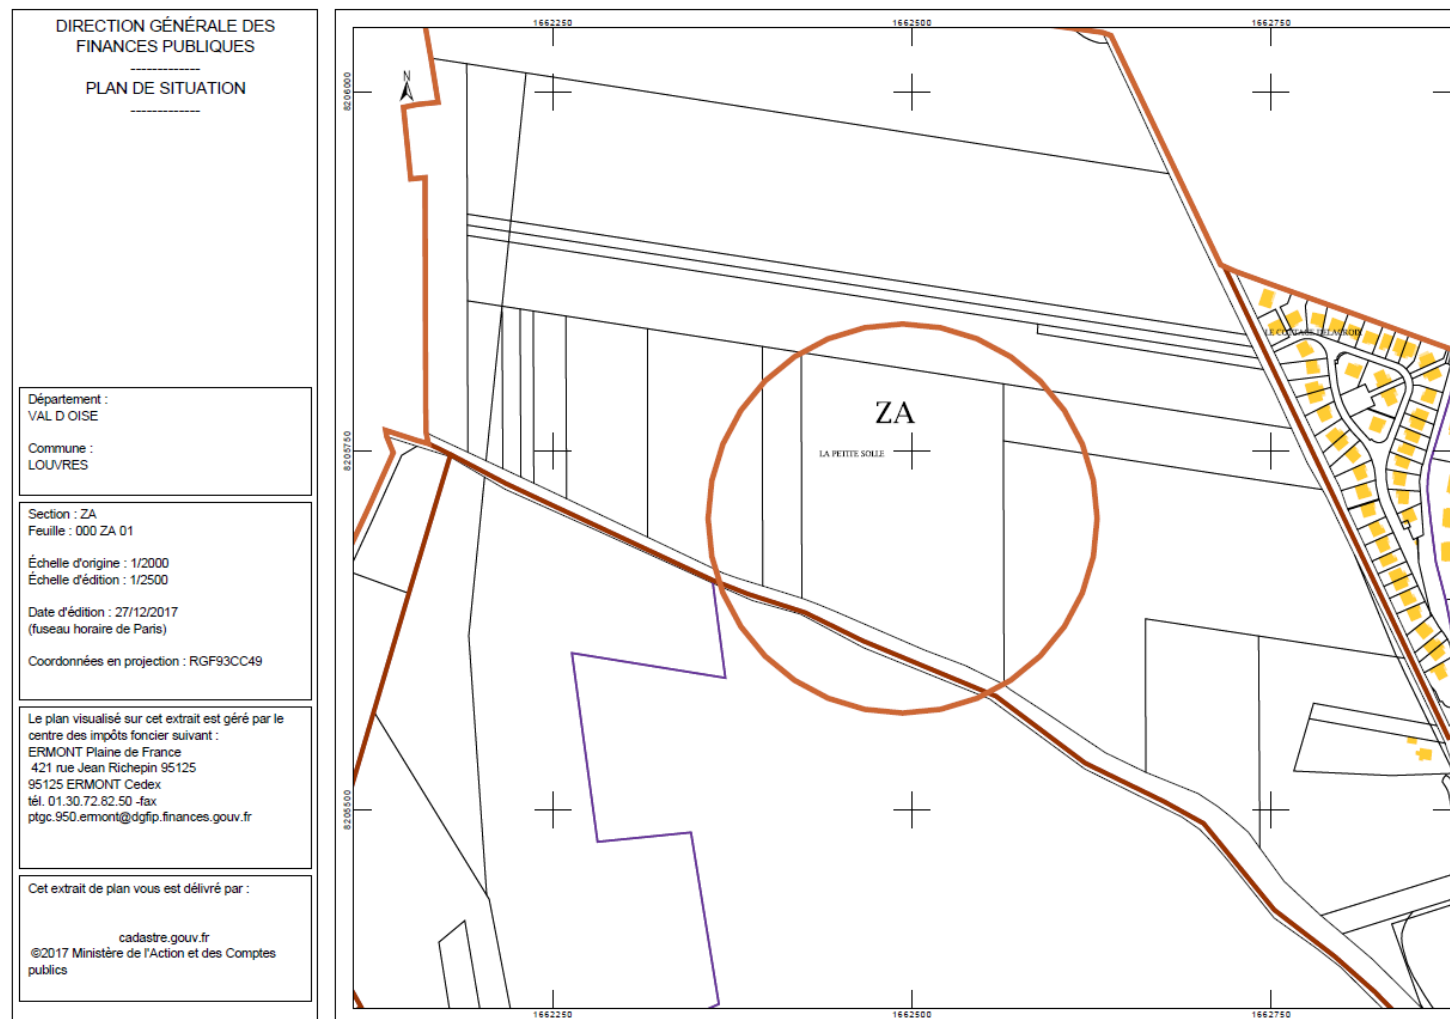 DIRECTION GÉNÉRALE DES
FINANCES PUBLIQUES
-------------
PLAN DE SITUATION
-------------
Département :
VAL D OISE
Commune :
LOUVRES
Section : ZA
Feuille : 000 ZA 01
Échelle d'origine : 1/2000
Échelle d'édition : 1/2500
Date d'édition : 27/12/2017
(fuseau horaire de Paris)
Coordonnées en projection : RGF93CC49
Le plan visualisé sur cet extrait est géré par le
centre des impôts foncier suivant :
ERMONT Plaine de France
421 rue Jean Richepin 95125
95125 ERMONT Cedex
tél. 01.30.72.82.50 -fax
ptgc.950.ermont@dgfip.finances.gouv.fr
Cet extrait de plan vous est délivré par :
cadastre.gouv.fr
©2017 Ministère de l'Action et des Comptes
publics
1662250
1662500
1662750
8206000
N
LE COTTAGE DELACROIX
ZA
LA PETITE SOLLE
8205750
8205500
1662250
1662500
1662750